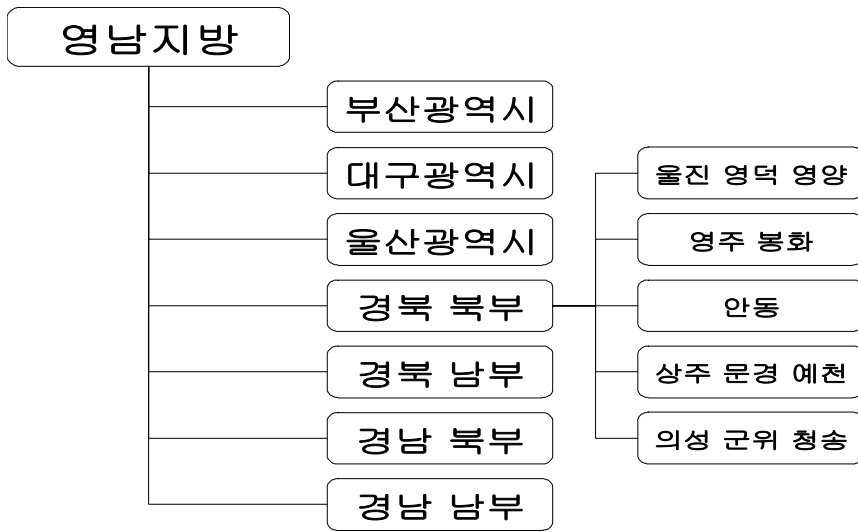 영남지방
부산광역시
대구광역시
울산광역시
경북 북부
경북 남부
경남 북부
경남 남부
울진 영덕 영양
영주 봉화
안동
상주 문경 예천
의성 군위 청송